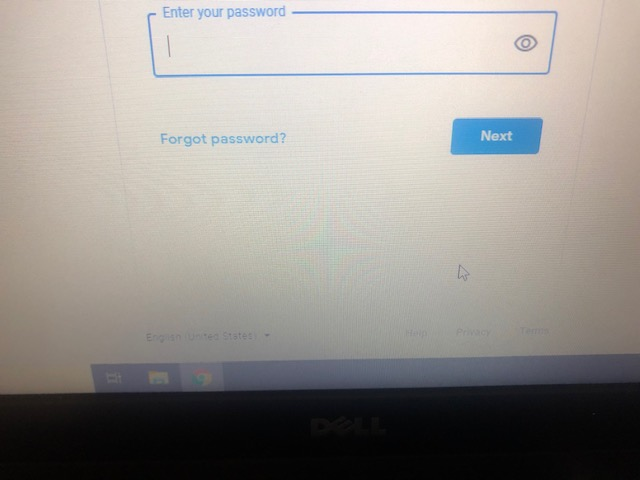 Enter your password
Forgot password?
Next
English (United States)
Help
Privacy
Terms
DELL